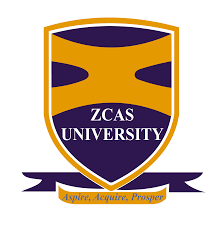 ZCAS
UNIVERSITY
Aspire, Acquire, Prosper